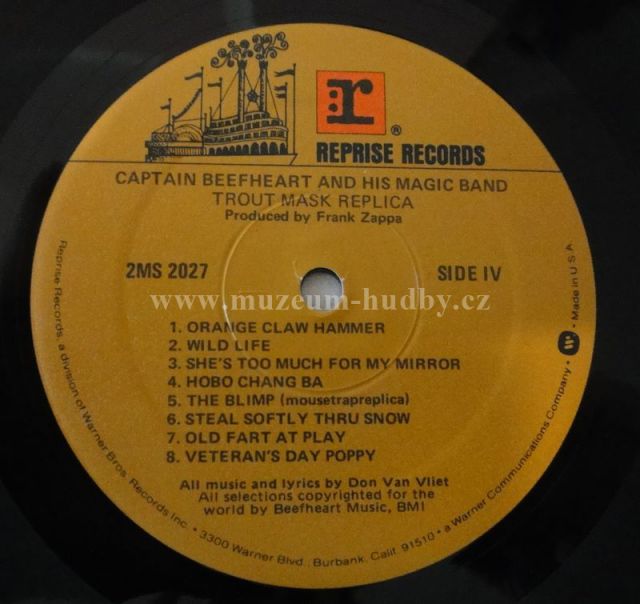 r
®
REPRISE RECORDS
CAPTAIN BEEFHEART AND HIS MAGIC BAND
TROUT MASK REPLICA
Produced by Frank Zappa
2MS 2027
SIDE IV
www.muzeum-hudby.cz
1. ORANGE CLAW HAMMER
2. WILD LIFE
3. SHE'S TOO MUCH FOR MY MIRROR
4. HOBO CHANG BA
5. THE BLIMP (mousetrapreplica)
6. STEAL SOFTLY THRU SNOW
7. OLD FART AT PLAY
8. VETERAN'S DAY POPPY
All music and lyrics by Don Van Vliet
All selections copyrighted for the
world by Beefheart Music, BMI
Reprise Records, a division of Warner Bros. Records Inc. • 3300 Warner Blvd., Burbank, Calif. 91510 • a Warner Communications Company • Made in U.S.A.